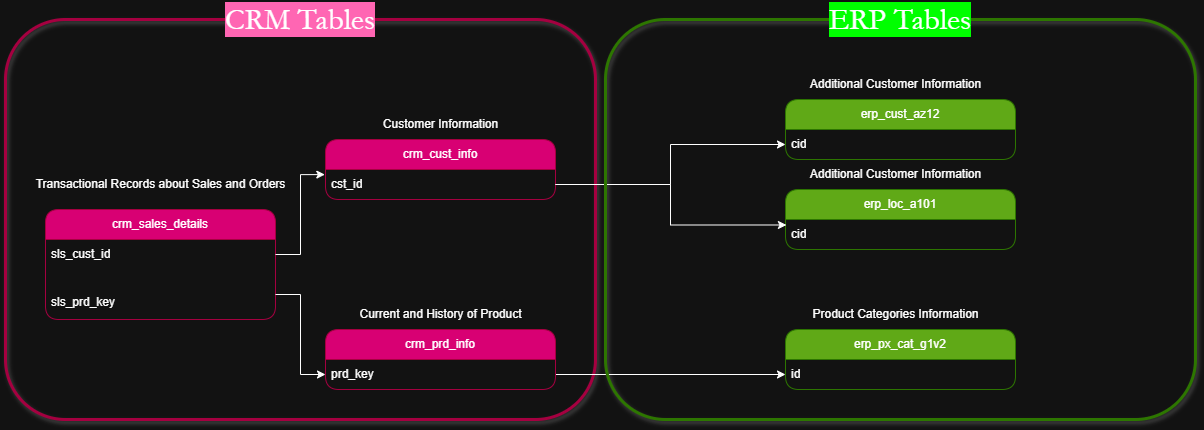 CRM Tables
ERP Tables
Additional Customer Information
erp_cust_az12
cid
Customer Information
crm_cust_info
cst_id
Additional Customer Information
erp_loc_a101
cid
Transactional Records about Sales and Orders
crm_sales_details
sls_cust_id
sls_prd_key
Current and History of Product
crm_prd_info
prd_key
Product Categories Information
erp_px_cat_g1v2
id